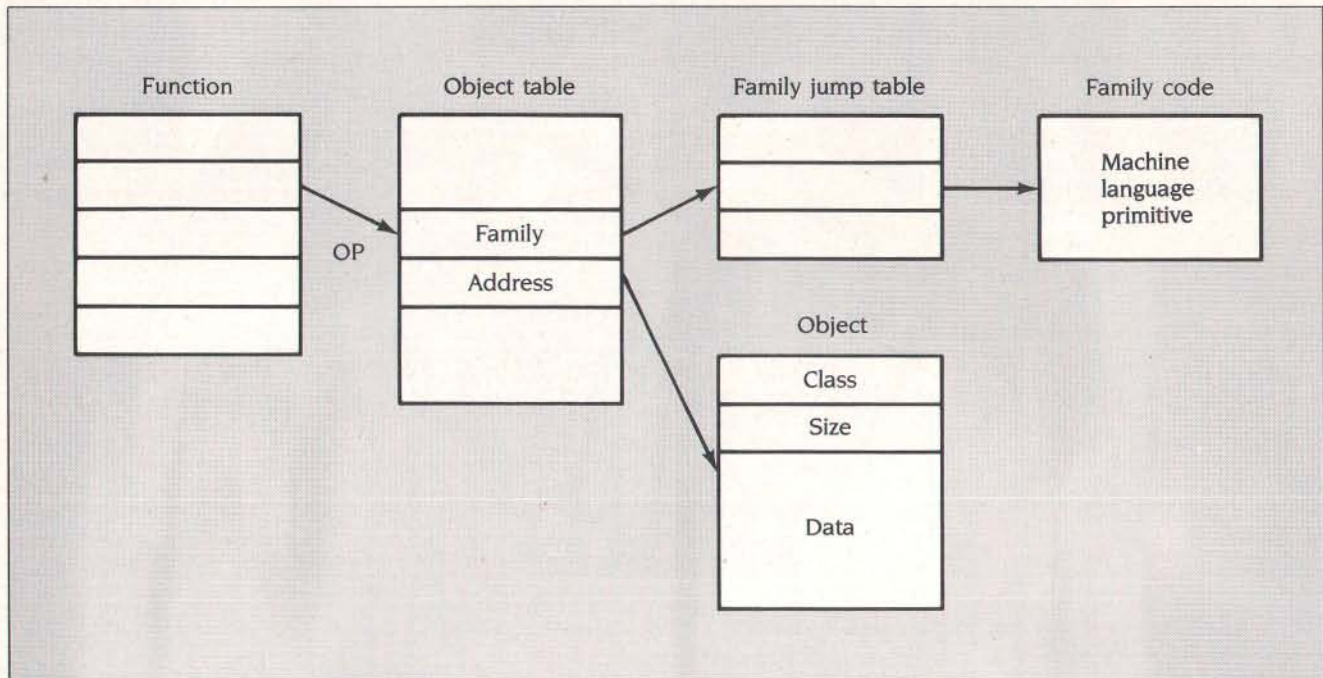 Function
Object table
Family jump table
Family code
OP
Family
Address
Machine
language
primitive
Object
Class
Size
Data